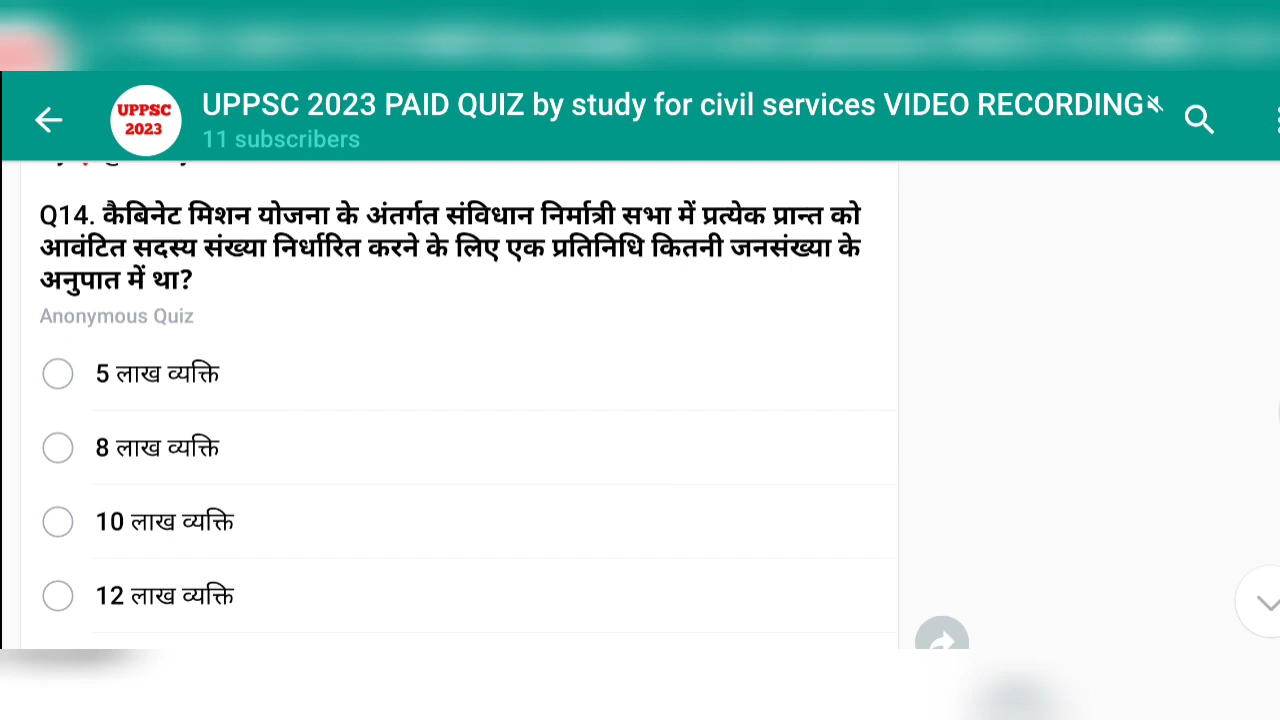 UPPSC 2023
UPPSC 2023 PAID QUIZ by study for civil services VIDEO RECORDING
11 subscribers
Q14. कैबिनेट मिशन योजना के अंतर्गत संविधान निर्मात्री सभा में प्रत्येक प्रान्त को
आवंटित सदस्य संख्या निर्धारित करने के लिए एक प्रतिनिधि कितनी जनसंख्या के
अनुपात में था?
Anonymous Quiz
5 लाख व्यक्ति
8 लाख व्यक्ति
10 लाख व्यक्ति
12 लाख व्यक्ति